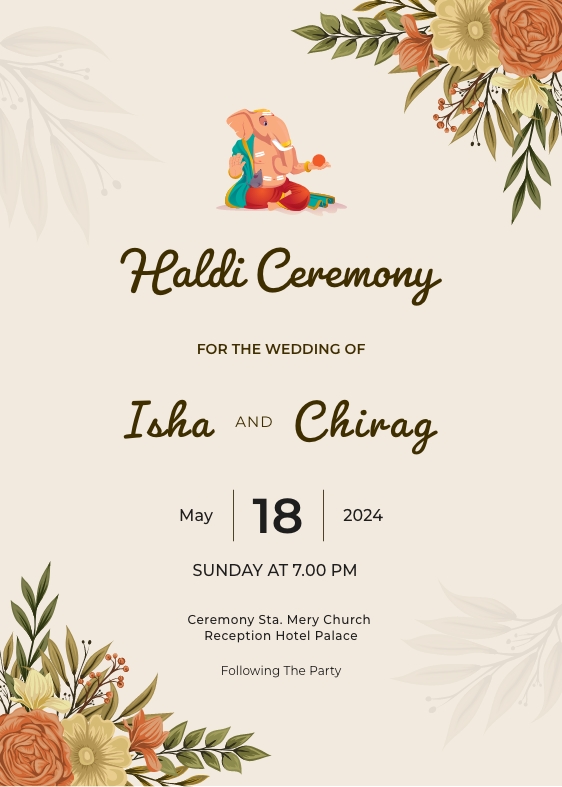 Haldi Ceremony
FOR THE WEDDING OF
Isha AND Chirag
May 18 2024
SUNDAY AT 7.00 PM
Ceremony Sta. Mery Church
Reception Hotel Palace
Following The Party